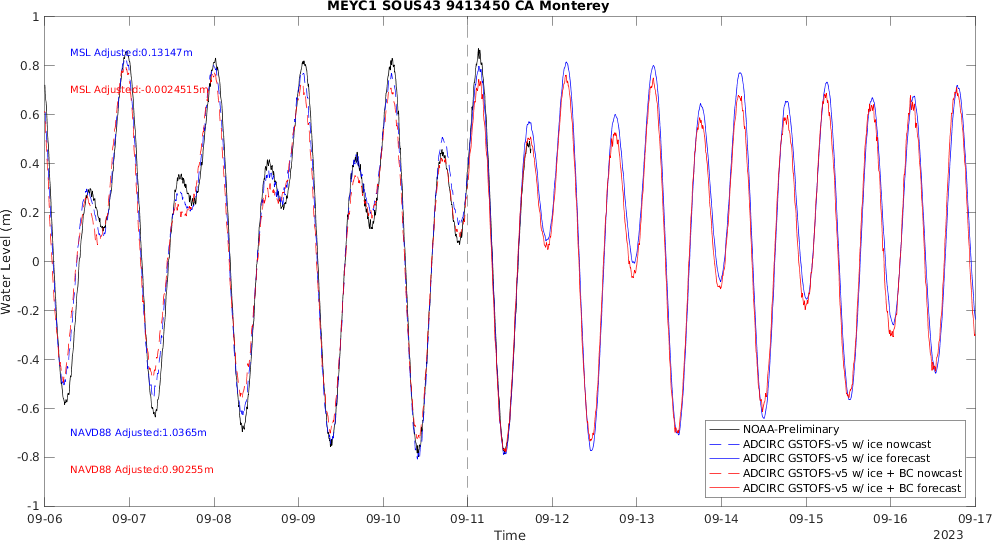 MEYC1 SOUS43 9413450 CA Monterey
1
0.8
0.6
0.4
0.2
0
-0.2
-0.4
-0.6
-0.8
-1
Water Level (m)
MSL Adjusted:0.13147m
MSL Adjusted:-0.0024515m
NAVD88 Adjusted:1.0365m
NAVD88 Adjusted:0.90255m
NOAA-Preliminary
ADCIRC GSTOFS-v5 w/ ice nowcast
ADCIRC GSTOFS-v5 w/ ice forecast
ADCIRC GSTOFS-v5 w/ ice + BC nowcast
ADCIRC GSTOFS-v5 w/ ice + BC forecast
09-06 09-07 09-08 09-09 09-10 09-11 09-12 09-13 09-14 09-15 09-16 09-17
Time
2023